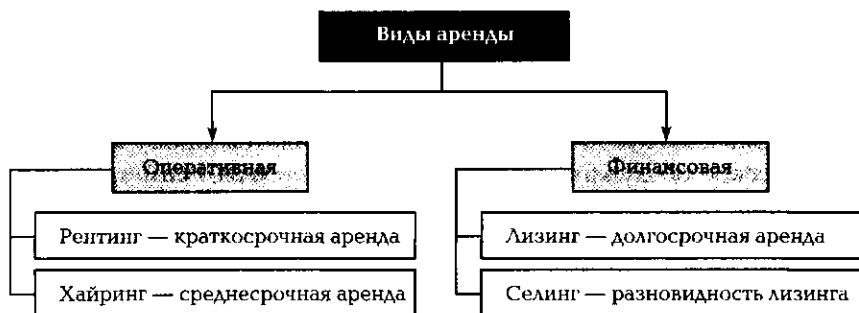 Виды аренды
Оперативная
Финансовая
Рентинг — краткосрочная аренда
Лизинг — долгосрочная аренда
Хайринг — среднесрочная аренда
Селинг — разновидность лизинга